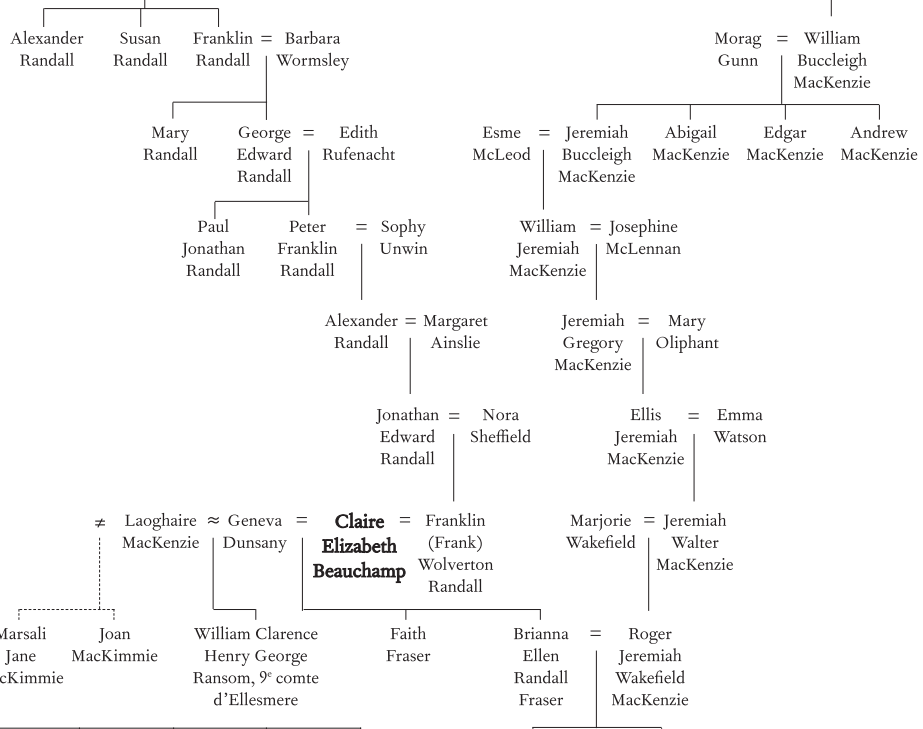 Alexander
Randall
Susan
Randall
Franklin
Randall
=
Barbara
Wormsley
Morag
Gunn
=
William
Buccleigh
MacKenzie
Mary
Randall
George
Edward
Randall
=
Edith
Rufenacht
Esme
McLeod
=
Jeremiah
Buccleigh
MacKenzie
Abigail
MacKenzie
Edgar
MacKenzie
Andrew
MacKenzie
Paul
Jonathan
Randall
Peter
Franklin
Randall
=
Sophy
Unwin
William
Jeremiah
MacKenzie
=
Josephine
McLennan
Alexander
Randall
=
Margaret
Ainslie
Jeremiah
Gregory
MacKenzie
=
Mary
Oliphant
Jonathan
Edward
Randall
=
Nora
Sheffield
Ellis
Jeremiah
MacKenzie
=
Emma
Watson
≠
Laoghaire
MacKenzie
≈
Geneva
Dunsany
=
Claire
Elizabeth
Beauchamp
=
Franklin
(Frank)
Wolverton
Randall
Marjorie
Wakefield
=
Jeremiah
Walter
MacKenzie
Marsali
Jane
cKimmie
Joan
MacKimmie
William Clarence
Henry George
Ransom, 9e comte
d’Ellesmere
Faith
Fraser
Brianna
Ellen
Randall
Fraser
=
Roger
Jeremiah
Wakefield
MacKenzie